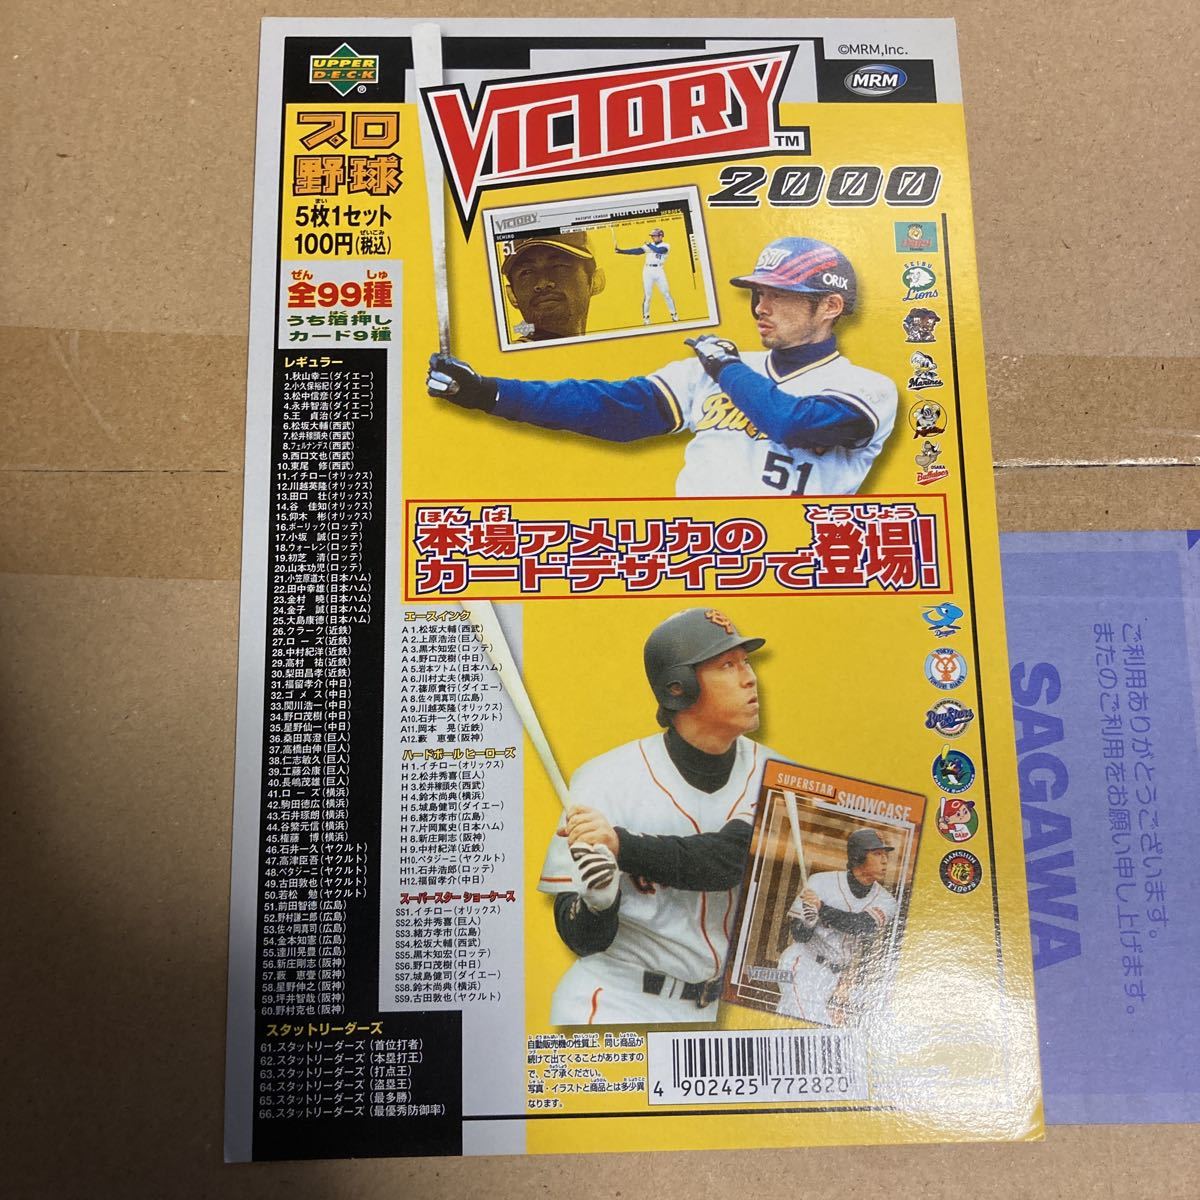 UPPER
DECK
®
VICTORY
TM
2000
©MRM,Inc.
MRM
プロ
野球
5枚1セット
100円(税込)
全99種
うち箔押し
カード9種
レギュラー
1.秋山幸二(ダイエー)
2.小久保裕紀(ダイエー)
3.松中信彦(ダイエー)
4.永井智浩(ダイエー)
5.王　貞治(ダイエー)
6.松坂大輔(西武)
7.松井稼頭央(西武)
8.フェルナンデス(西武)
9.西口文也(西武)
10.東尾　修(西武)
11.イチロー(オリックス)
12.川越英隆(オリックス)
13.田口　壮(オリックス)
14.谷　佳知(オリックス)
15.仰木　彬(オリックス)
16.ボーリック(ロッテ)
17.小坂　誠(ロッテ)
18.ウォーレン(ロッテ)
19.初芝　清(ロッテ)
20.山本功児(ロッテ)
21.小笠原道大(日本ハム)
22.田中幸雄(日本ハム)
23.金村　曉(日本ハム)
24.金子　誠(日本ハム)
25.大島康徳(日本ハム)
26.クラーク(近鉄)
27.ローズ(近鉄)
28.中村紀洋(近鉄)
29.高村　祐(近鉄)
30.梨田昌孝(近鉄)
31.福留孝介(中日)
32.ゴメス(中日)
33.関川浩一(中日)
34.野口茂樹(中日)
35.星野仙一(中日)
36.桑田真澄(巨人)
37.高橋由伸(巨人)
38.仁志敏久(巨人)
39.工藤公康(巨人)
40.長嶋茂雄(巨人)
41.ローズ(横浜)
42.駒田徳広(横浜)
43.石井琢朗(横浜)
44.谷繁元信(横浜)
45.権藤　博(横浜)
46.石井一久(ヤクルト)
47.高津臣吾(ヤクルト)
48.ペタジーニ(ヤクルト)
49.古田敦也(ヤクルト)
50.若松　勉(ヤクルト)
51.前田智徳(広島)
52.野村謙二郎(広島)
53.佐々岡真司(広島)
54.金本知憲(広島)
55.達川晃豊(広島)
56.新庄剛志(阪神)
57.藪　恵壹(阪神)
58.星野伸之(阪神)
59.坪井智哉(阪神)
60.野村克也(阪神)
スタットリーダーズ
61.スタットリーダーズ(首位打者)
62.スタットリーダーズ(本塁打王)
63.スタットリーダーズ(打点王)
64.スタットリーダーズ(盗塁王)
65.スタットリーダーズ(最多勝)
66.スタットリーダーズ(最優秀防御率)
VICTORY
PACIFIC LEAGUE
HEROES
ICHIRO
51
ORIX
51
本場アメリカの
カードデザインで登場!
エースインク
A 1.松坂大輔(西武)
A 2.上原浩治(巨人)
A 3.黒木知宏(ロッテ)
A 4.野口茂樹(中日)
A 5.岩本ツトム(日本ハム)
A 6.川村丈夫(横浜)
A 7.篠原貴行(ダイエー)
A 8.佐々岡真司(広島)
A 9.川越英隆(オリックス)
A10.石井一久(ヤクルト)
A11.岡本　晃(近鉄)
A12.藪　恵壹(阪神)
ハードボール ヒーローズ
H 1.イチロー(オリックス)
H 2.松井秀喜(巨人)
H 3.松井稼頭央(西武)
H 4.鈴木尚典(横浜)
H 5.城島健司(ダイエー)
H 6.緒方孝市(広島)
H 7.片岡篤史(日本ハム)
H 8.新庄剛志(阪神)
H 9.中村紀洋(近鉄)
H10.ペタジーニ(ヤクルト)
H11.石井浩郎(ロッテ)
H12.福留孝介(中日)
スーパースター ショーケース
SS1.イチロー(オリックス)
SS2.松井秀喜(巨人)
SS3.緒方孝市(広島)
SS4.松坂大輔(西武)
SS5.黒木知宏(ロッテ)
SS6.野口茂樹(中日)
SS7.城島健司(ダイエー)
SS8.鈴木尚典(横浜)
SS9.古田敦也(ヤクルト)
SEIBU
Lions
Marines
OSAKA
Buffaloes
Dragons
TOKYO
YOMIURI GIANTS
YOKOHAMA
BayStars
CARP
HANSHIN
Tigers
SUPERSTAR SHOWCASE
VICTORY
自動販売機の性質上、同じ商品が
続けて出てくることがありますの
で、ご了承ください。
写真・イラストと商品とは多少異
なります。
4 902425 772820
ご利用ありがとうございます。
またのご利用をお願い申し上げます。
SAGAWA